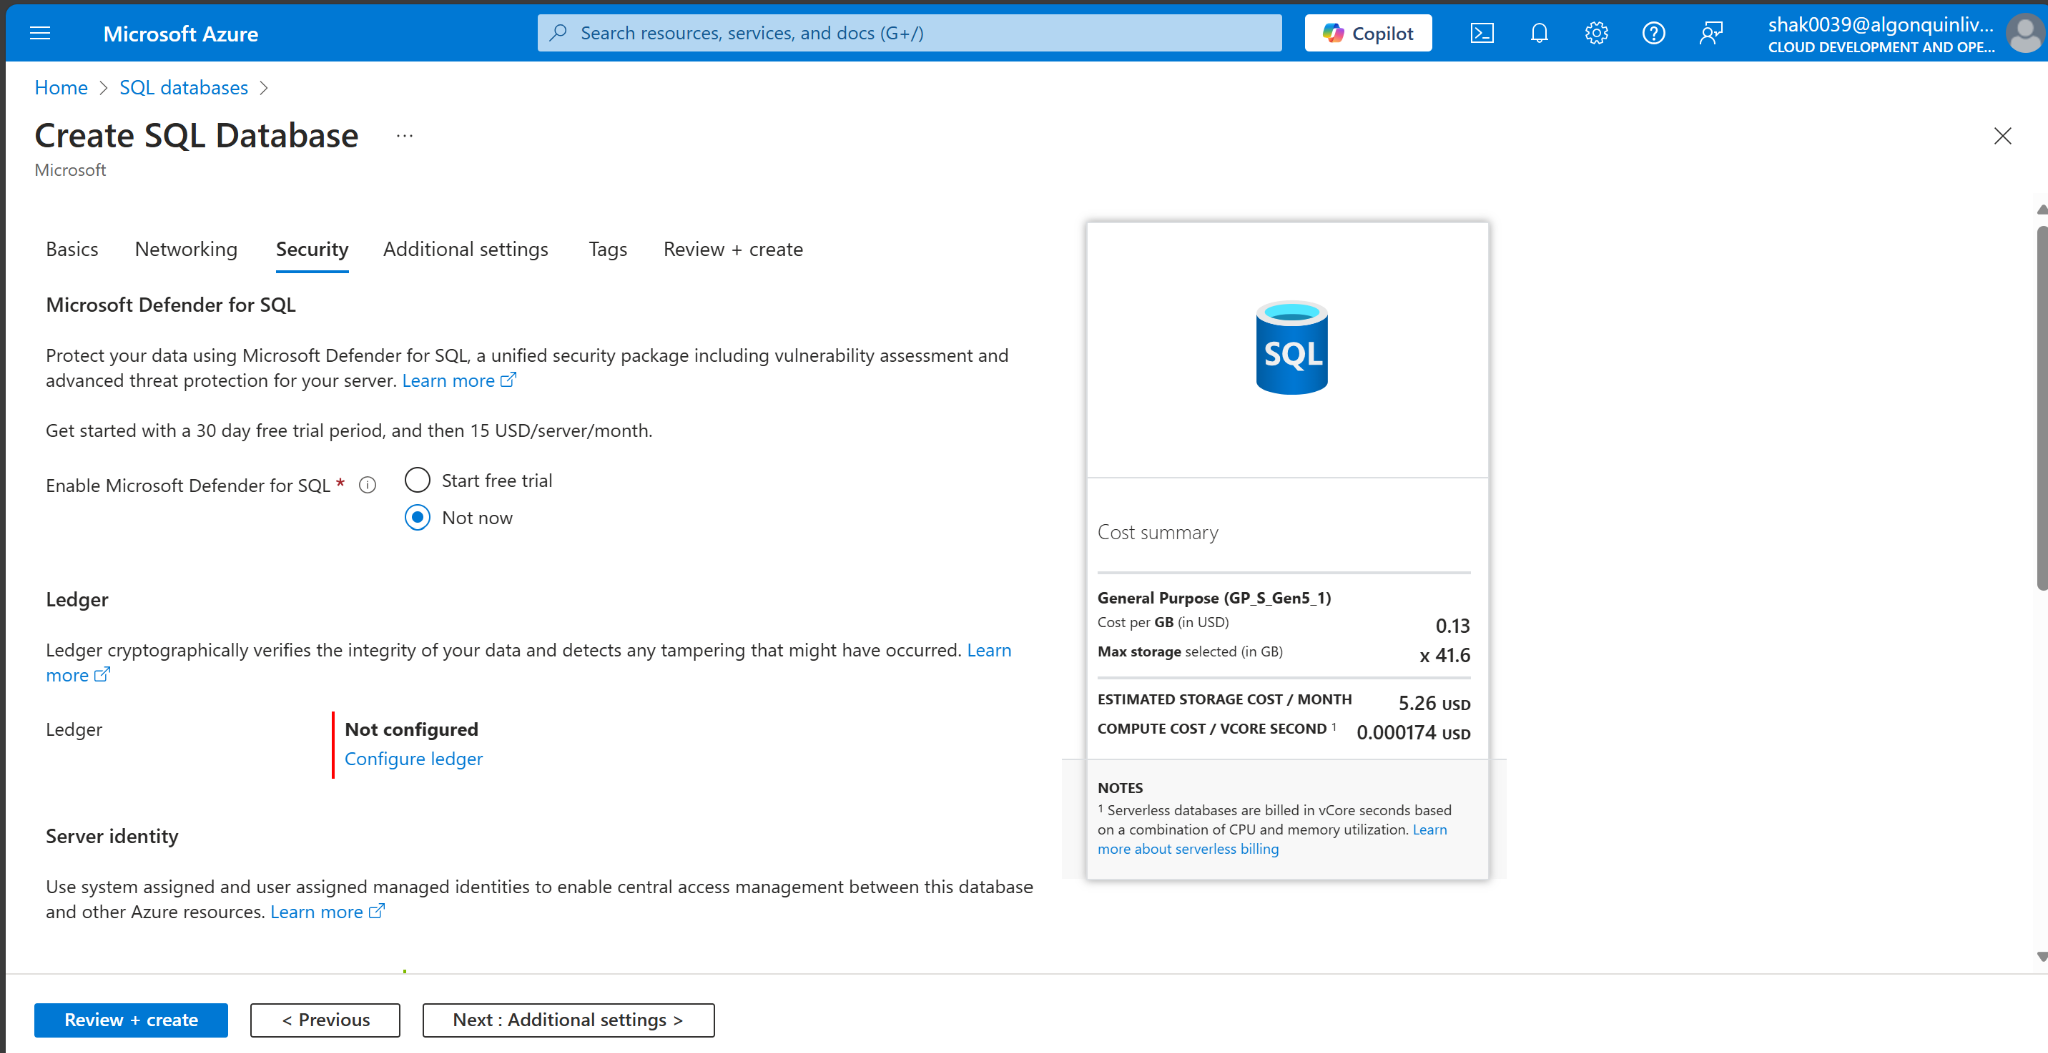 Microsoft Azure
Search resources, services, and docs (G+/)
Copilot
shak0039@algonquinliv...
CLOUD DEVELOPMENT AND OPE...
Home > SQL databases >
Create SQL Database ...
Microsoft
Basics Networking Security Additional settings Tags Review + create
Microsoft Defender for SQL
Protect your data using Microsoft Defender for SQL, a unified security package including vulnerability assessment and
advanced threat protection for your server. Learn more
Get started with a 30 day free trial period, and then 15 USD/server/month.
Enable Microsoft Defender for SQL *
Start free trial
Not now
Ledger
Ledger cryptographically verifies the integrity of your data and detects any tampering that might have occurred. Learn
more
Ledger
Not configured
Configure ledger
Server identity
Use system assigned and user assigned managed identities to enable central access management between this database
and other Azure resources. Learn more
SQL
Cost summary
General Purpose (GP_S_Gen5_1)
Cost per GB (in USD) 0.13
Max storage selected (in GB) x 41.6
ESTIMATED STORAGE COST / MONTH 5.26 USD
COMPUTE COST / VCORE SECOND ¹ 0.000174 USD
NOTES
¹ Serverless databases are billed in vCore seconds based
on a combination of CPU and memory utilization. Learn
more about serverless billing
Review + create
< Previous
Next : Additional settings >